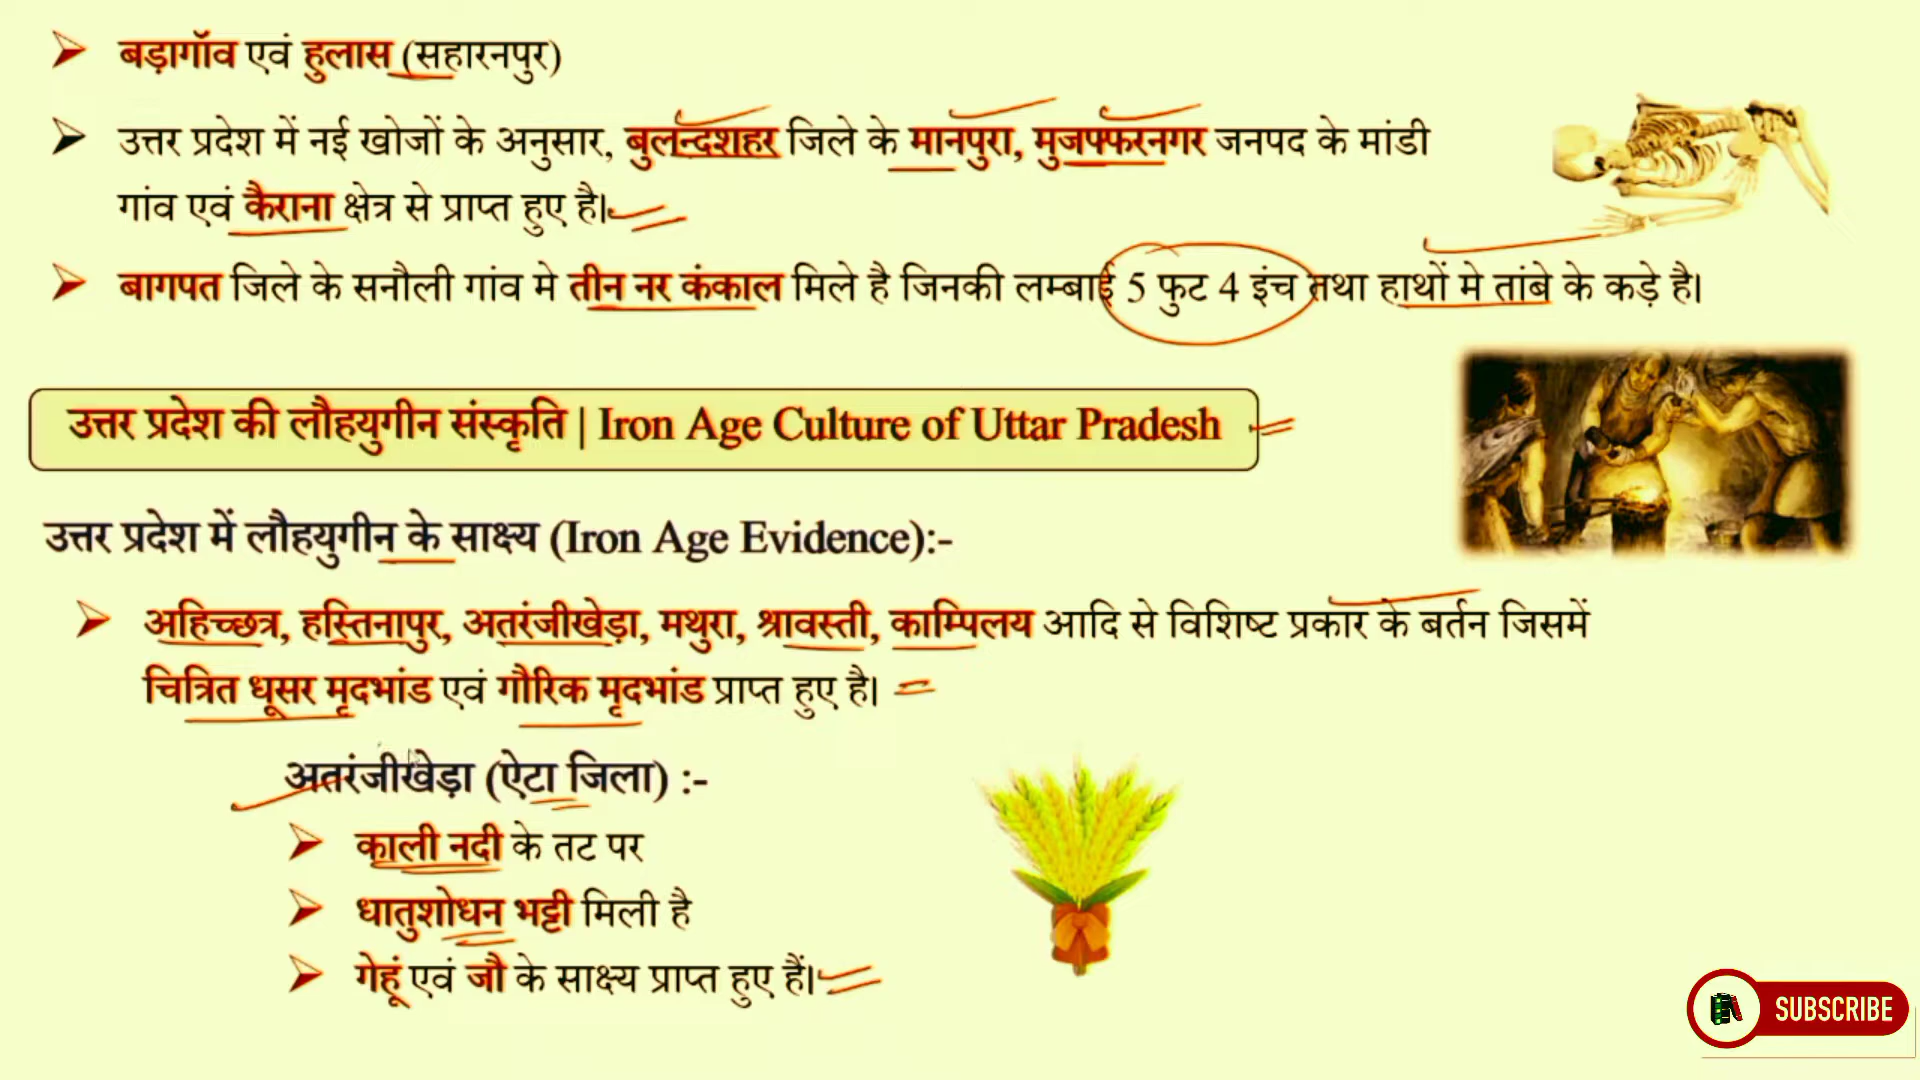 बड़ागॉव एवं हुलास (सहारनपुर)
उत्तर प्रदेश में नई खोजों के अनुसार, बुलन्दशहर जिले के मानपुरा, मुजफ्फरनगर जनपद के मांडी
गांव एवं कैराना क्षेत्र से प्राप्त हुए है।
बागपत जिले के सनौली गांव मे तीन नर कंकाल मिले है जिनकी लम्बाई 5 फुट 4 इंच तथा हाथों मे तांबे के कड़े है।
उत्तर प्रदेश की लौहयुगीन संस्कृति | Iron Age Culture of Uttar Pradesh
उत्तर प्रदेश में लौहयुगीन के साक्ष्य (Iron Age Evidence):-
अहिच्छत्र, हस्तिनापुर, अतरंजीखेड़ा, मथुरा, श्रावस्ती, काम्पिलय आदि से विशिष्ट प्रकार के बर्तन जिसमें
चित्रित धूसर मृदभांड एवं गौरिक मृदभांड प्राप्त हुए है।
अतरंजीखेड़ा (ऐटा जिला) :-
काली नदी के तट पर
धातुशोधन भट्टी मिली है
गेहूं एवं जौ के साक्ष्य प्राप्त हुए हैं।
SUBSCRIBE